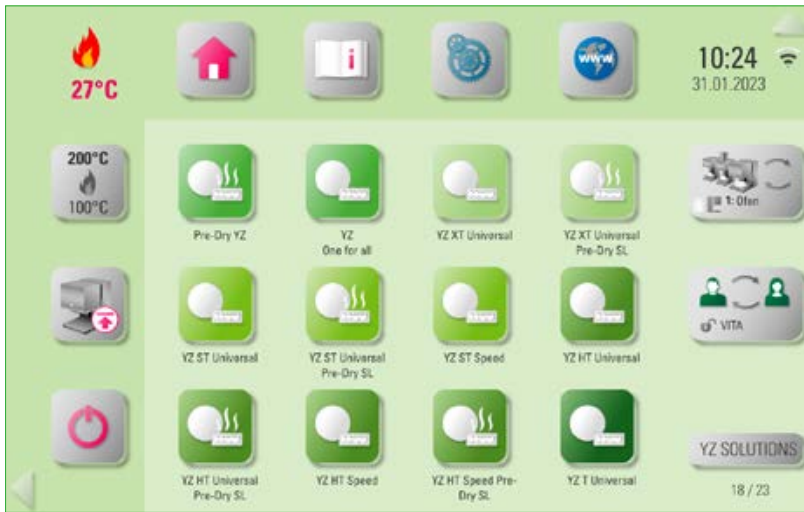 27°C
i
www
10:24
31.01.2023
200°C
100°C
1: Ofen
Pre-Dry YZ
YZ
One for all
YZ XT Universal
YZ XT Universal
Pre-Dry SL
YZ ST Universal
YZ ST Universal
Pre-Dry SL
YZ ST Speed
YZ HT Universal
VITA
YZ HT Universal
Pre-Dry SL
YZ HT Speed
YZ HT Speed Pre-
Dry SL
YZ T Universal
YZ SOLUTIONS
18 / 23